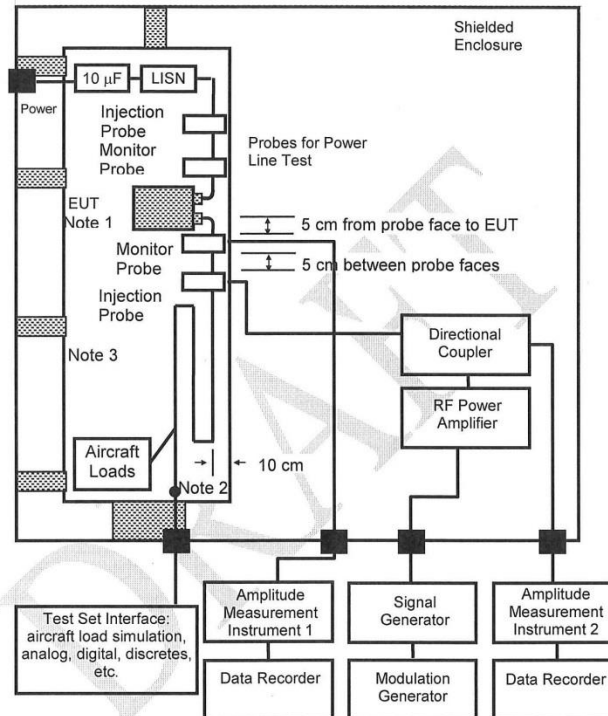 Shielded
Enclosure
10 μF
LISN
Power
Injection
Probe
Monitor
Probe
Probes for Power
Line Test
EUT
Note 1
5 cm from probe face to EUT
Monitor
Probe
5 cm between probe faces
Injection
Probe
Directional
Coupler
Note 3
RF Power
Amplifier
Aircraft
Loads
10 cm
Note 2
Test Set Interface:
aircraft load simulation,
analog, digital, discretes,
etc.
Amplitude
Measurement
Instrument 1
Signal
Generator
Amplitude
Measurement
Instrument 2
Data Recorder
Modulation
Generator
Data Recorder
DRAFT